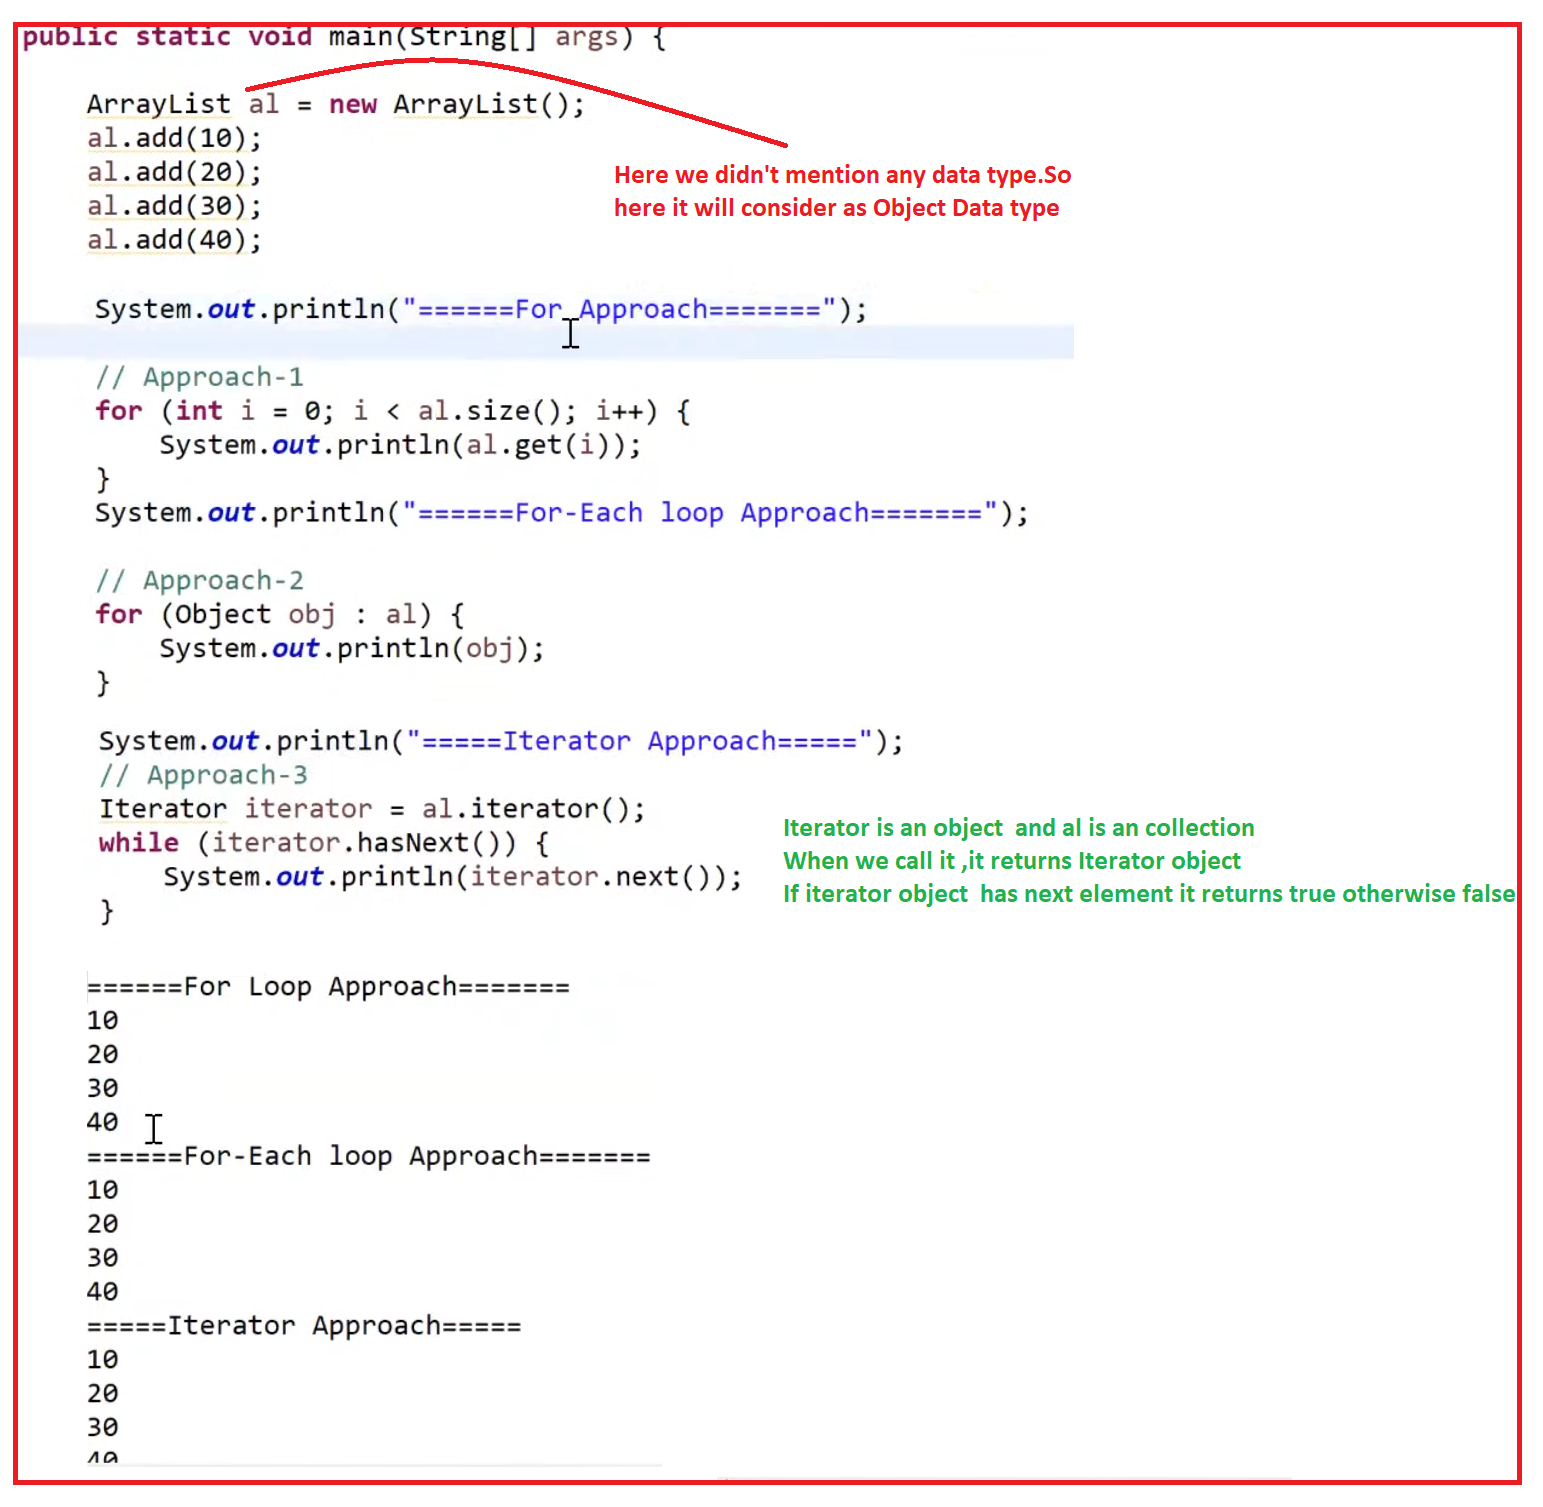 public static void main(String[] args) {
ArrayList al = new ArrayList();
al.add(10);
al.add(20);
al.add(30);
al.add(40);
Here we didn't mention any data type.So
here it will consider as Object Data type
System.out.println("======For Approach=======");
// Approach-1
for (int i = 0; i < al.size(); i++) {
System.out.println(al.get(i));
}
System.out.println("======For-Each loop Approach=======");
// Approach-2
for (Object obj : al) {
System.out.println(obj);
}
System.out.println("=====Iterator Approach=====");
// Approach-3
Iterator iterator = al.iterator();
while (iterator.hasNext()) {
System.out.println(iterator.next());
}
Iterator is an object  and al is an collection
When we call it ,it returns Iterator object
If iterator object  has next element it returns true otherwise false
======For Loop Approach=======
10
20
30
40
======For-Each loop Approach=======
10
20
30
40
=====Iterator Approach=====
10
20
30
40